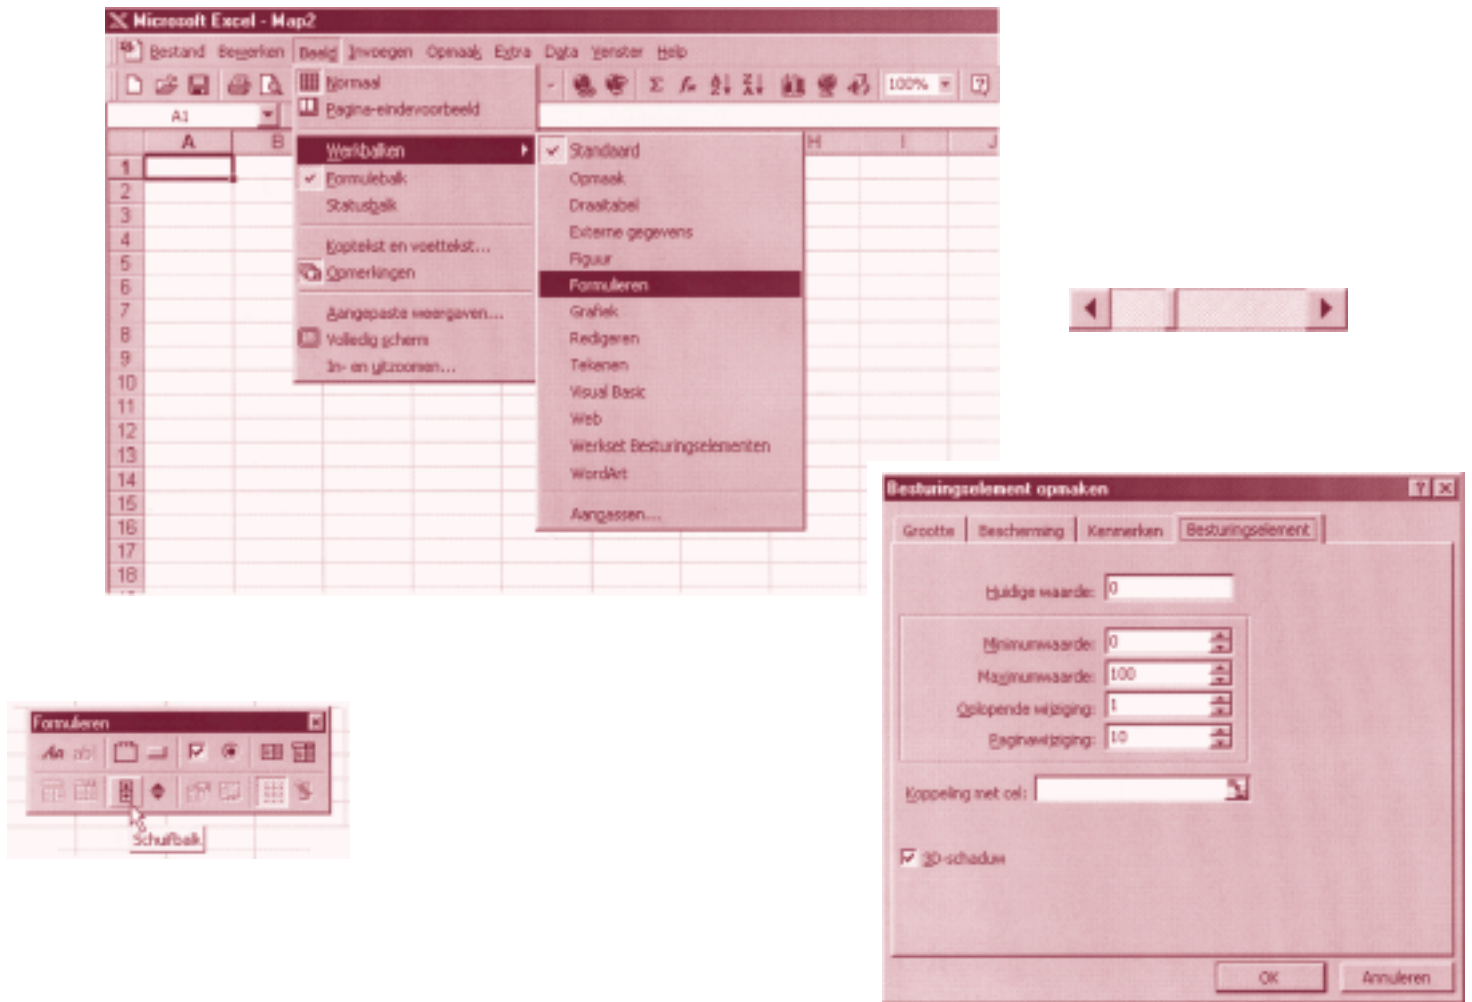 Microsoft Excel - Map2
Bestand Bewerken Beeld Invoegen Opmaak Extra Data Venster Help
100%
A1
A B H I J
Normaal
Pagina-eindevoorbeeld
Werkbalken
Formulebalk
Statusbalk
Koptekst en voettekst...
Opmerkingen
Aangepaste weergaven...
Volledig scherm
In- en uitzoomen...
Standaard
Opmaak
Draaitabel
Externe gegevens
Figuur
Formulieren
Grafiek
Redigeren
Tekenen
Visual Basic
Web
Werkset Besturingselementen
WordArt
Aanpassen...
1
2
3
4
5
6
7
8
9
10
11
12
13
14
15
16
17
18
Besturingselement opmaken
Grootte Bescherming Kenmerken Besturingselement
Huidige waarde: 0
Minimumwaarde: 0
Maximumwaarde: 100
Oplopende wijziging: 1
Paginawijziging: 10
Koppeling met cel:
3D-schaduw
OK Annuleren
Formulieren
Aa ab|
Schuifbalk